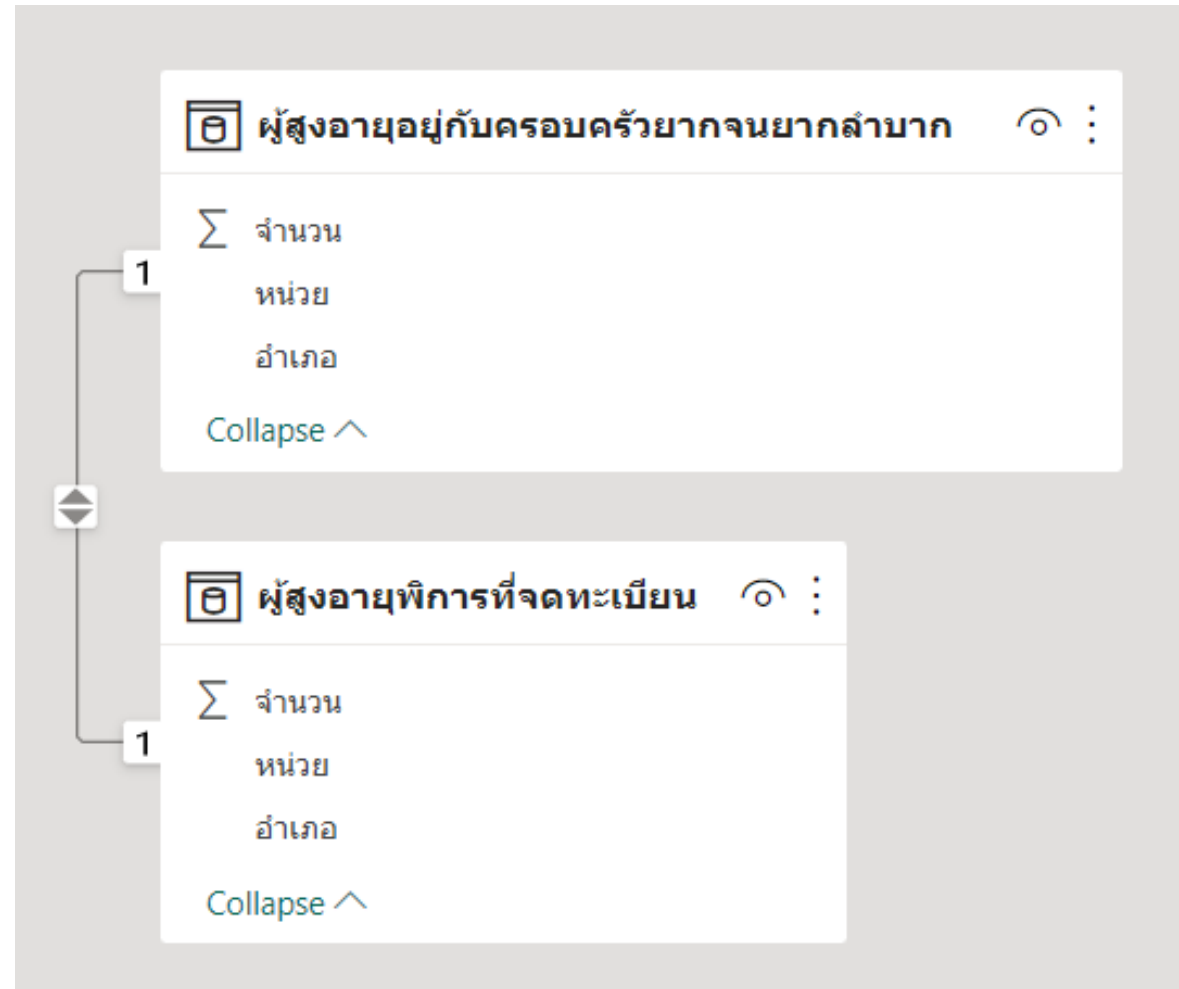 ผู้สูงอายุอยู่กับครอบครัวยากจนยากลำบาก
จำนวน
1
หน่วย
อำเภอ
Collapse
ผู้สูงอายุพิการที่จดทะเบียน
จำนวน
1
หน่วย
อำเภอ
Collapse